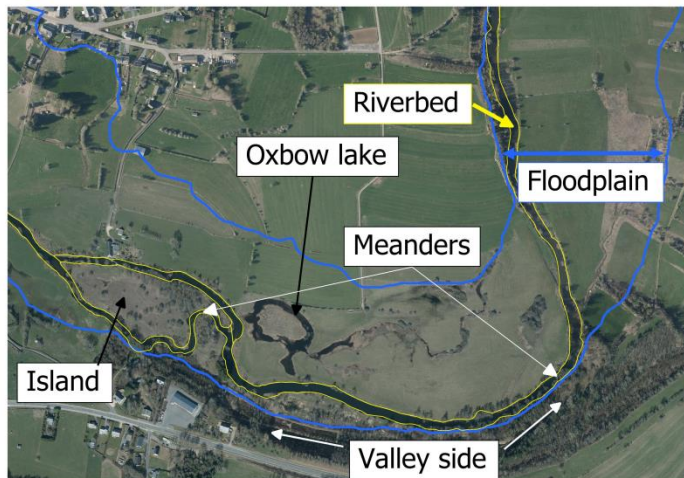 Riverbed
Oxbow lake
Floodplain
Meanders
Island
Valley side